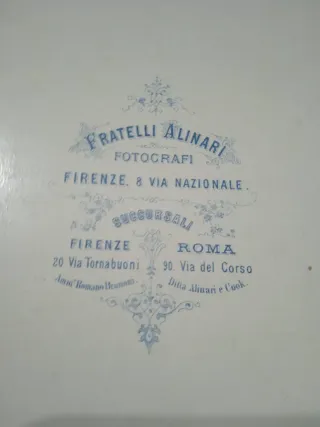 FRATELLI ALINARI
FOTOGRAFI
FIRENZE, 8 VIA NAZIONALE.
SUCCURSALI
FIRENZE ROMA
20 Via Tornabuoni 90 Via del Corso
Ditta Alinari e Cook.